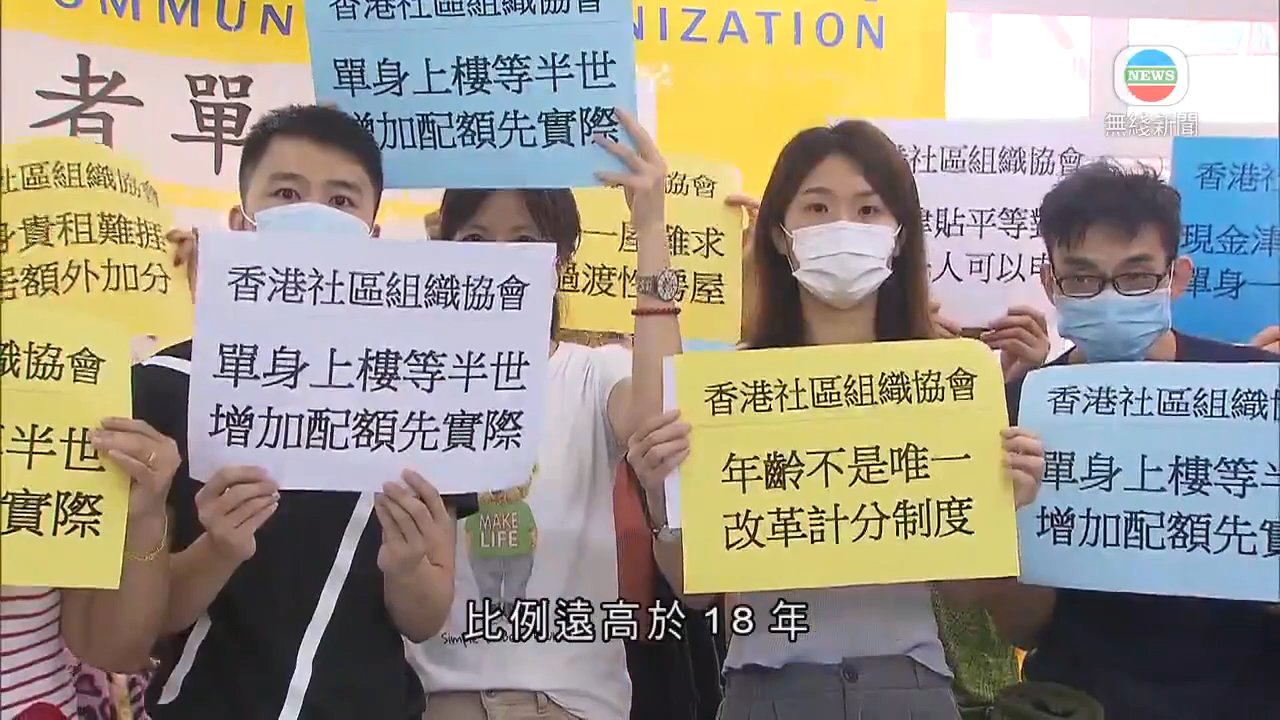 NIZATION
者單
香港社區組織協會
單身上樓等半世
增加配額先實際
NEWS
無綫新聞
社區組織協會
貴租難捱
居額外加分
協會
一屋難求
過渡性房屋
社區組織協會
津貼平等對
人可以申
香港
現金津
單身一
織協會
半世
實際
香港社區組織協會
單身上樓等半世
增加配額先實際
香港社區組織協會
年齡不是唯一
改革計分制度
香港社區組織
單身上樓等半
增加配額先實
MAKE
LIFE
比例遠高於 18 年